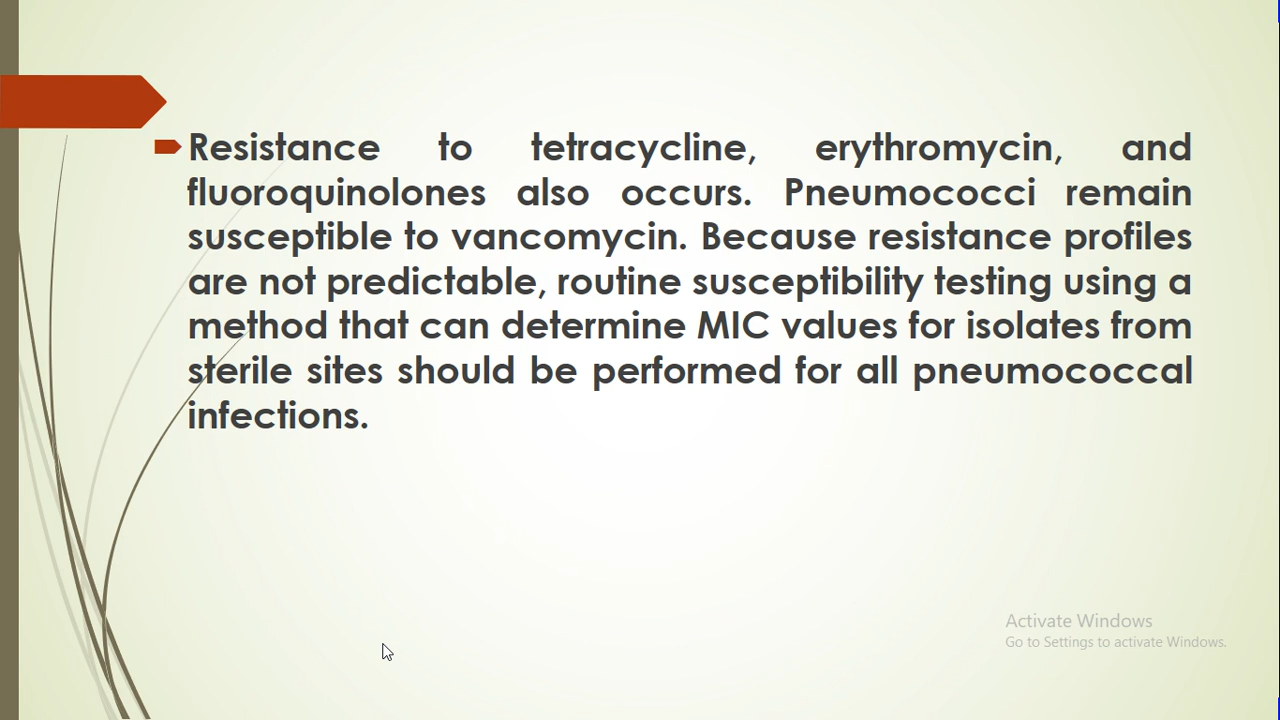 Resistance to tetracycline, erythromycin, and
fluoroquinolones also occurs. Pneumococci remain
susceptible to vancomycin. Because resistance profiles
are not predictable, routine susceptibility testing using a
method that can determine MIC values for isolates from
sterile sites should be performed for all pneumococcal
infections.
Activate Windows
Go to Settings to activate Windows.